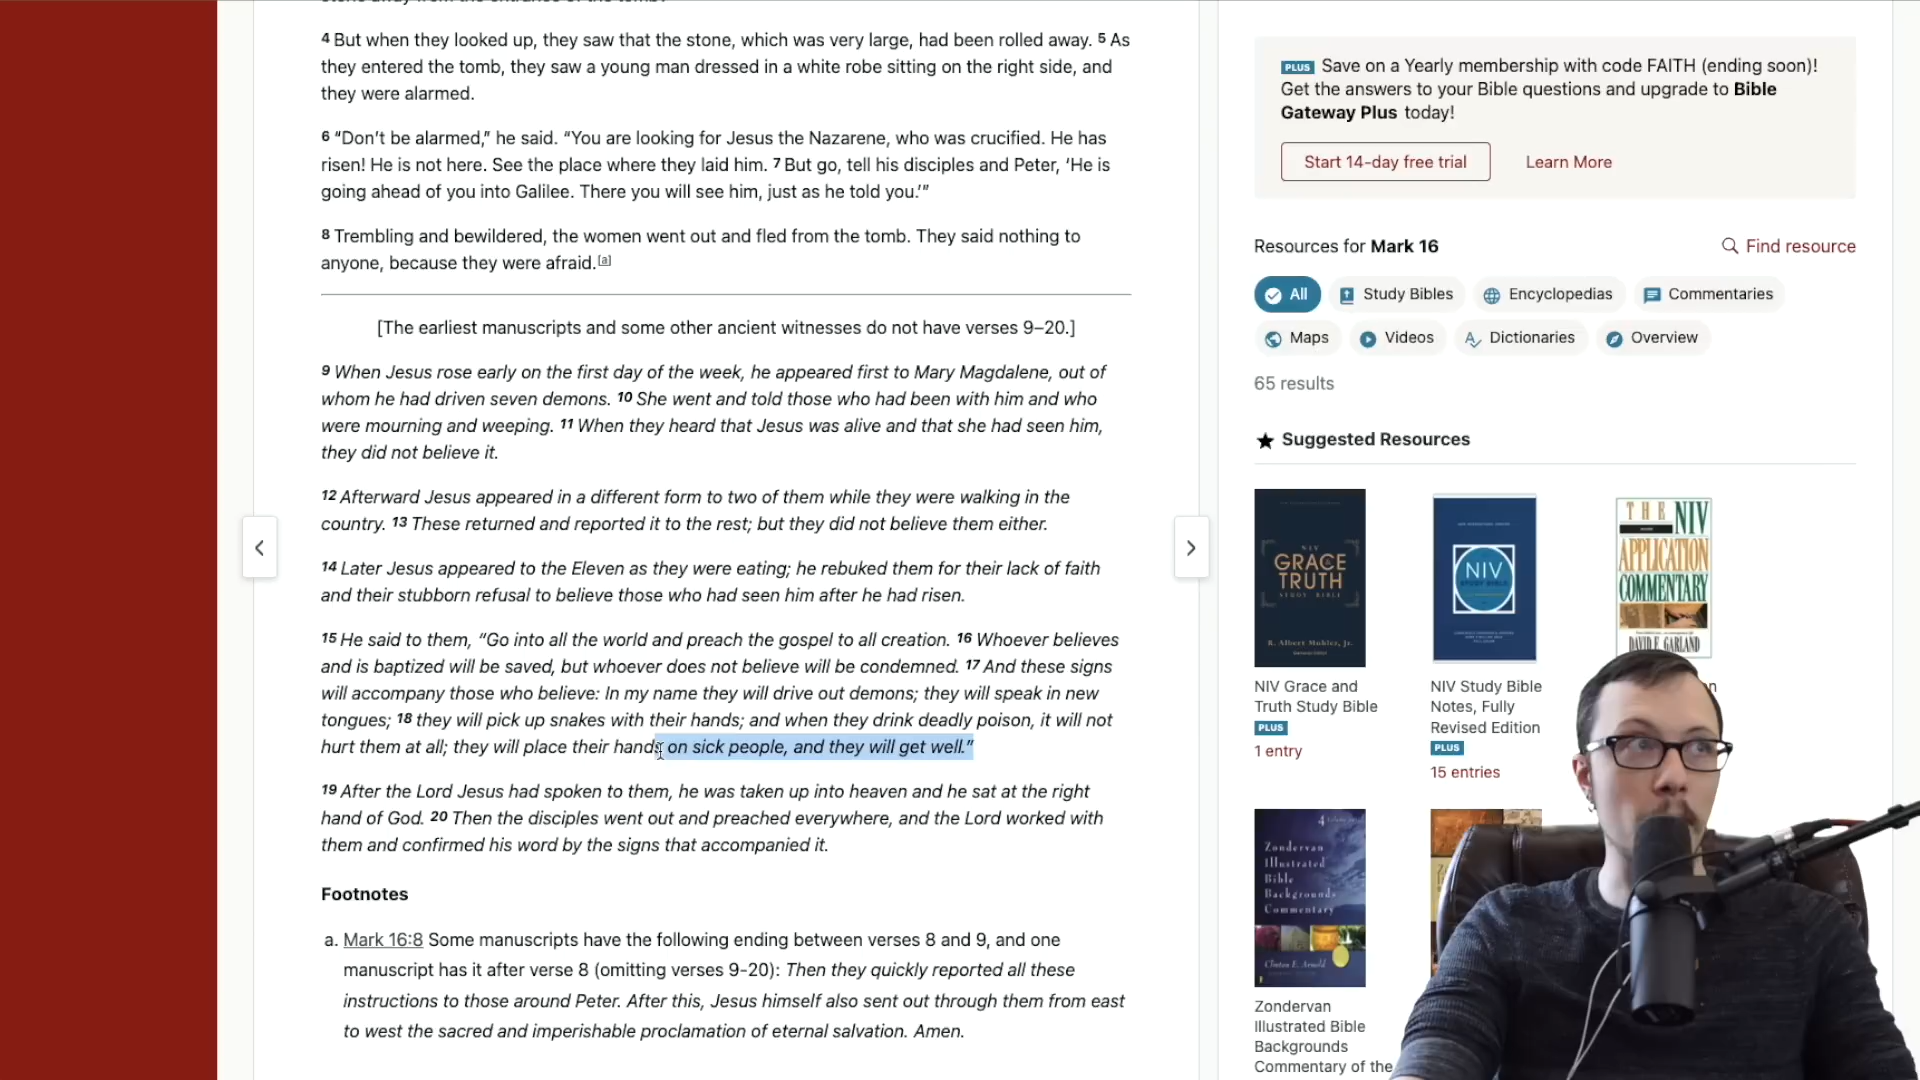 4 But when they looked up, they saw that the stone, which was very large, had been rolled away. 5 As
they entered the tomb, they saw a young man dressed in a white robe sitting on the right side, and
they were alarmed.
6 “Don’t be alarmed,” he said. “You are looking for Jesus the Nazarene, who was crucified. He has
risen! He is not here. See the place where they laid him. 7 But go, tell his disciples and Peter, ‘He is
going ahead of you into Galilee. There you will see him, just as he told you.’”
8 Trembling and bewildered, the women went out and fled from the tomb. They said nothing to
anyone, because they were afraid.[a]
[The earliest manuscripts and some other ancient witnesses do not have verses 9–20.]
9 When Jesus rose early on the first day of the week, he appeared first to Mary Magdalene, out of
whom he had driven seven demons. 10 She went and told those who had been with him and who
were mourning and weeping. 11 When they heard that Jesus was alive and that she had seen him,
they did not believe it.
12 Afterward Jesus appeared in a different form to two of them while they were walking in the
country. 13 These returned and reported it to the rest; but they did not believe them either.
14 Later Jesus appeared to the Eleven as they were eating; he rebuked them for their lack of faith
and their stubborn refusal to believe those who had seen him after he had risen.
15 He said to them, “Go into all the world and preach the gospel to all creation. 16 Whoever believes
and is baptized will be saved, but whoever does not believe will be condemned. 17 And these signs
will accompany those who believe: In my name they will drive out demons; they will speak in new
tongues; 18 they will pick up snakes with their hands; and when they drink deadly poison, it will not
hurt them at all; they will place their hands on sick people, and they will get well.”
19 After the Lord Jesus had spoken to them, he was taken up into heaven and he sat at the right
hand of God. 20 Then the disciples went out and preached everywhere, and the Lord worked with
them and confirmed his word by the signs that accompanied it.
Footnotes
a. Mark 16:8 Some manuscripts have the following ending between verses 8 and 9, and one
manuscript has it after verse 8 (omitting verses 9-20): Then they quickly reported all these
instructions to those around Peter. After this, Jesus himself also sent out through them from east
to west the sacred and imperishable proclamation of eternal salvation. Amen.
PLUS Save on a Yearly membership with code FAITH (ending soon)!
Get the answers to your Bible questions and upgrade to Bible
Gateway Plus today!
Start 14-day free trial Learn More
Resources for Mark 16 Find resource
All Study Bibles Encyclopedias Commentaries
Maps Videos Dictionaries Overview
65 results
Suggested Resources
NIV
GRACE
TRUTH
STUDY BIBLE
R. Albert Mohler, Jr.
NIV
THE NIV
APPLICATION
COMMENTARY
DAVID E. GARLAND
NIV Grace and
Truth Study Bible
PLUS
1 entry
NIV Study Bible
Notes, Fully
Revised Edition
PLUS
15 entries
4
Zondervan
Illustrated
Bible
Backgrounds
Commentary
Clinton E. Arnold
Zondervan
Illustrated Bible
Backgrounds
Commentary of the